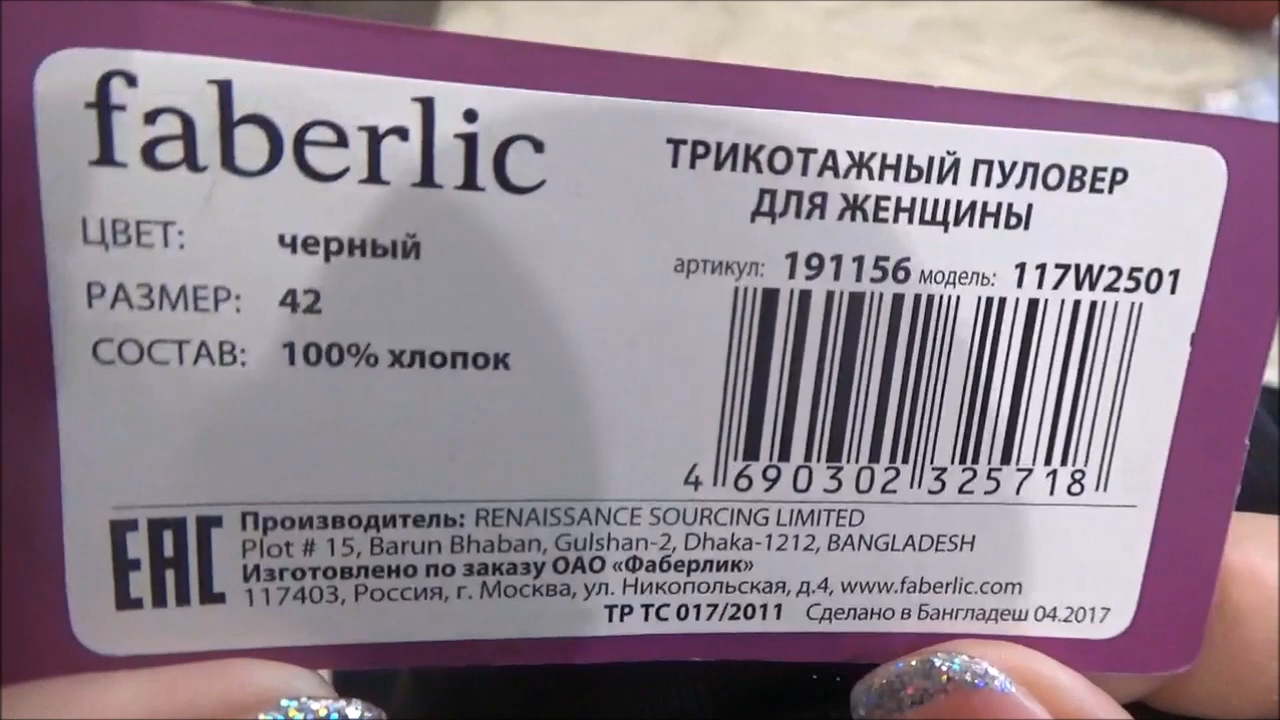 faberlic
ТРИКОТАЖНЫЙ ПУЛОВЕР
ДЛЯ ЖЕНЩИНЫ
ЦВЕТ: черный
РАЗМЕР: 42
СОСТАВ: 100% хлопок
артикул: 191156 модель: 117W2501
4 690302 325718
EAC
Производитель: RENAISSANCE SOURCING LIMITED
Plot # 15, Barun Bhaban, Gulshan-2, Dhaka-1212, BANGLADESH
Изготовлено по заказу ОАО «Фаберлик»
117403, Россия, г. Москва, ул. Никопольская, д.4, www.faberlic.com
ТР ТС 017/2011 Сделано в Бангладеш 04.2017